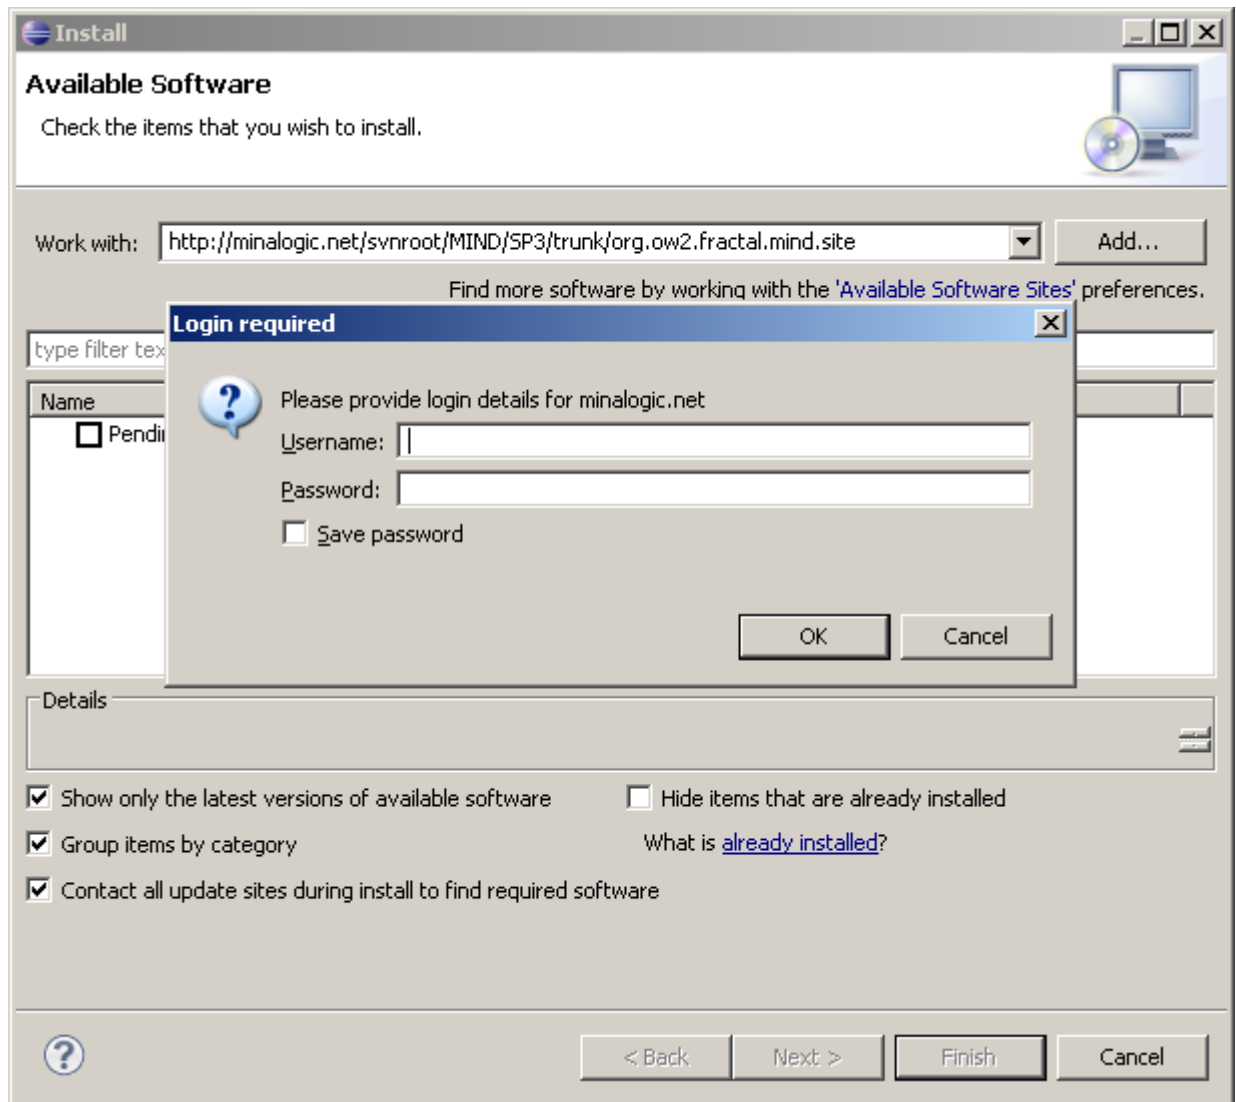 Install
Available Software
Check the items that you wish to install.
Work with: http://minalogic.net/svnroot/MIND/SP3/trunk/org.ow2.fractal.mind.site Add...
Find more software by working with the 'Available Software Sites' preferences.
Login required
type filter tex
Name
Pendi
Please provide login details for minalogic.net
Username:
Password:
Save password
OK Cancel
Details
Show only the latest versions of available software Hide items that are already installed
Group items by category What is already installed?
Contact all update sites during install to find required software
? < Back Next > Finish Cancel